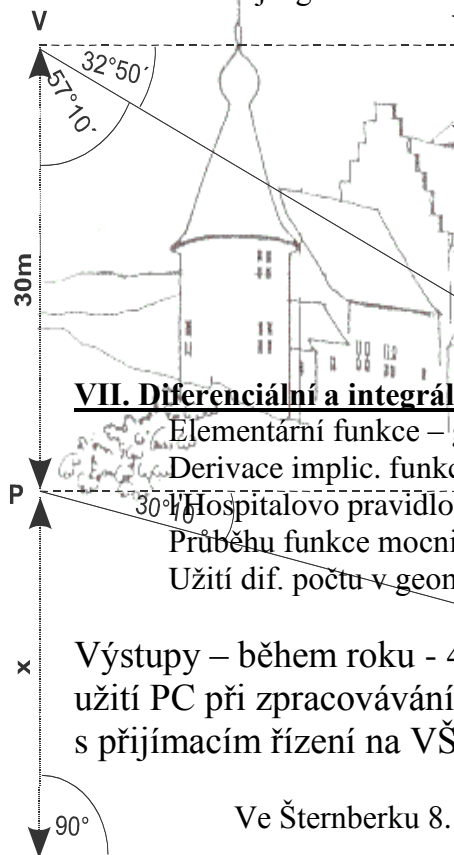 V
32°50´
57°10´
30m
VII. Diferenciální a integrál
Elementární funkce –
Derivace implic. funkc
P
30°10´
l'Hospitalovo pravidlo
Průběhu funkce mocni
Užití dif. počtu v geon
x
Výstupy – během roku - 4
užití PC při zpracovávání
s přijímacím řízení na VŠ
90°
Ve Šternberku 8.